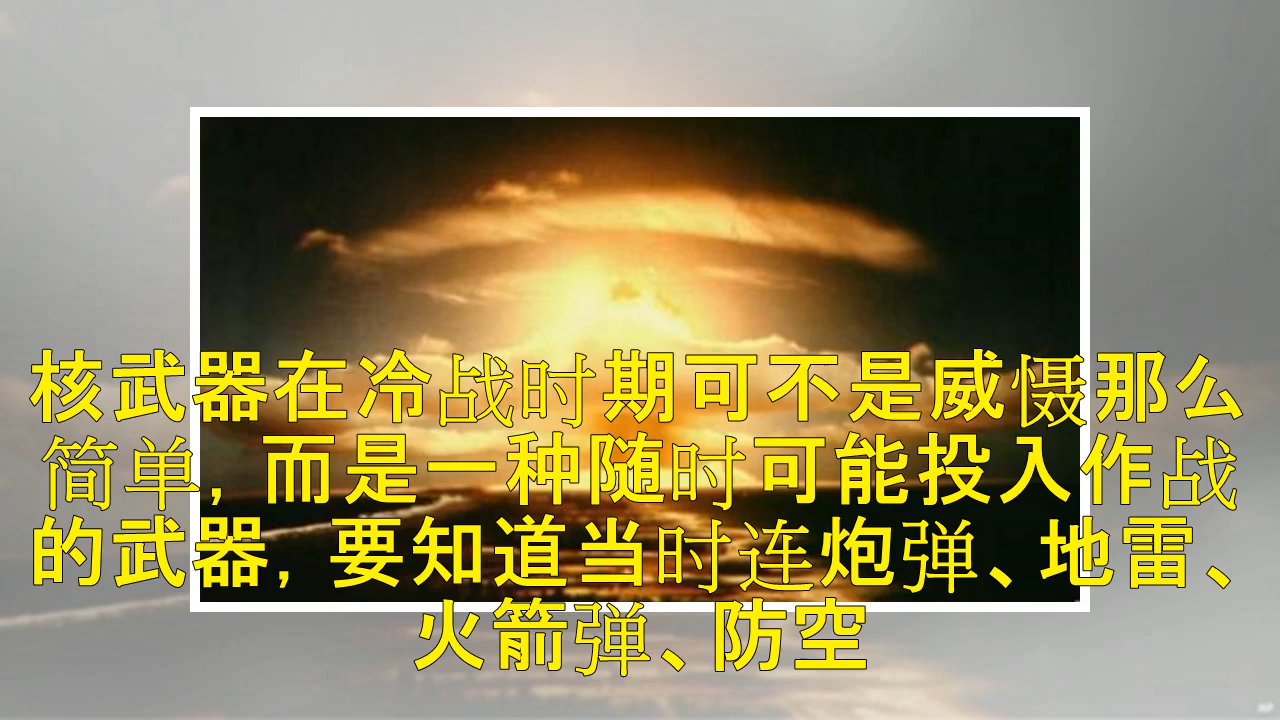 核武器在冷战时期可不是威慑那么
简单,而是一种随时可能投入作战
的武器,要知道当时连炮弹、地雷、
火箭弹、防空